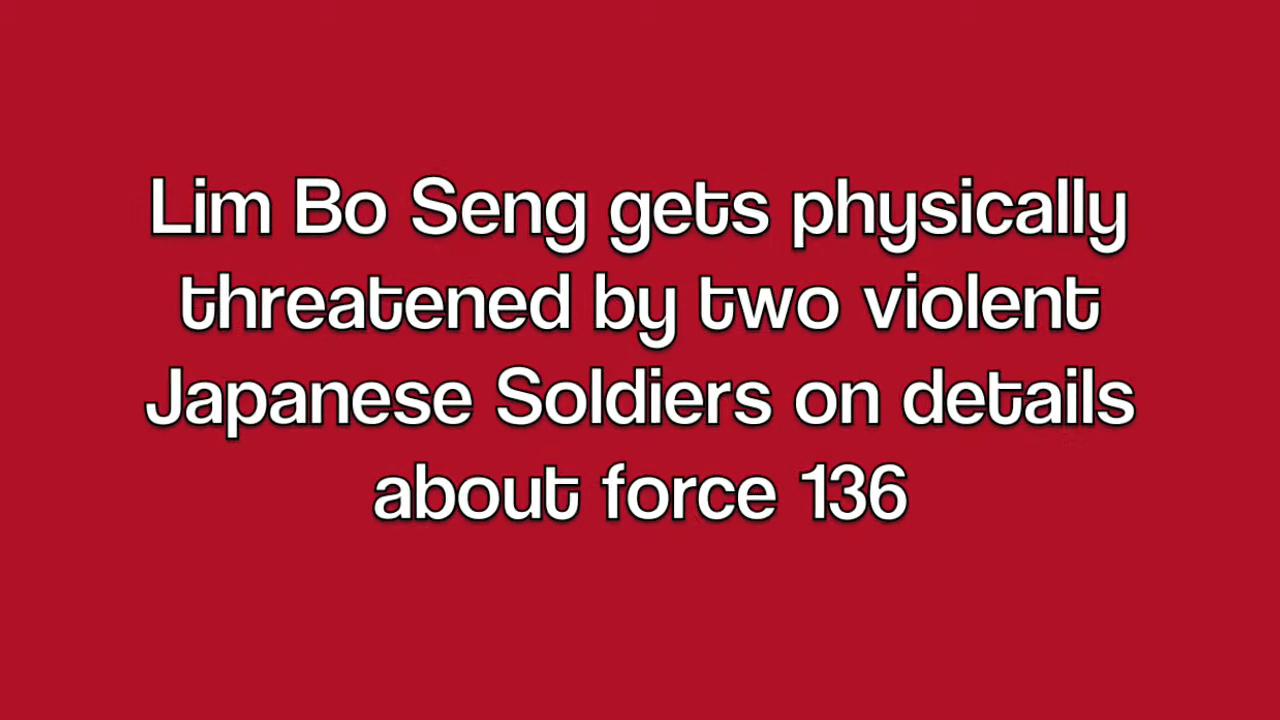 Lim Bo Seng gets physically
threatened by two violent
Japanese Soldiers on details
about force 136